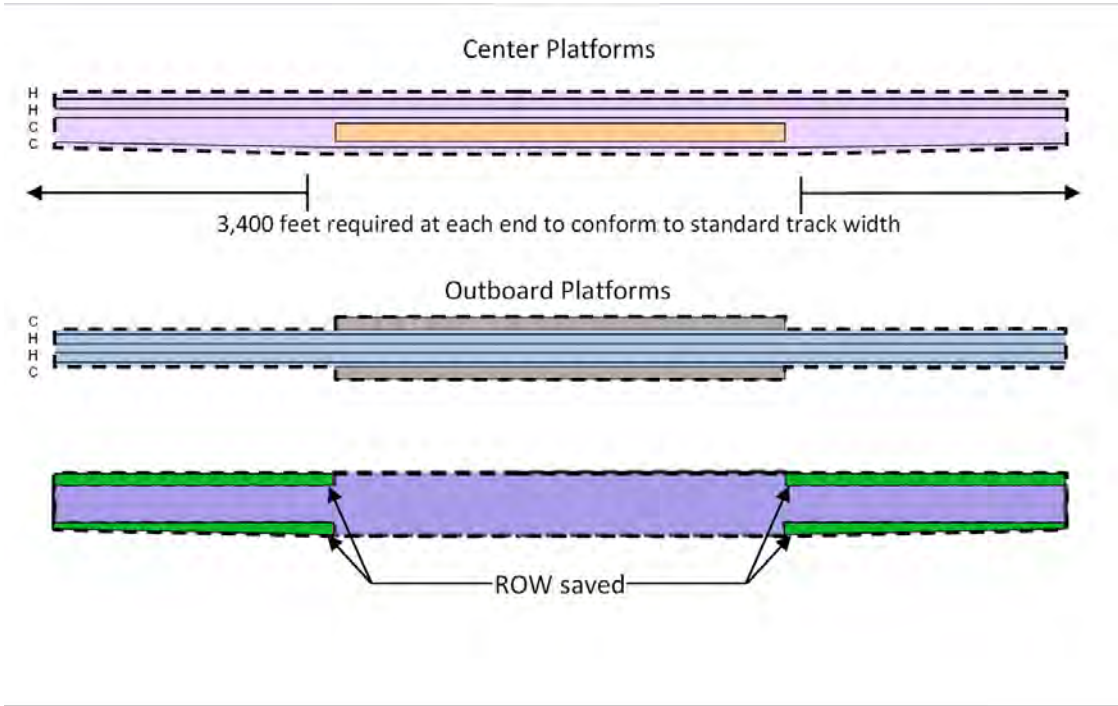 Center Platforms
H
H
C
C
3,400 feet required at each end to conform to standard track width
Outboard Platforms
C
H
H
C
ROW saved